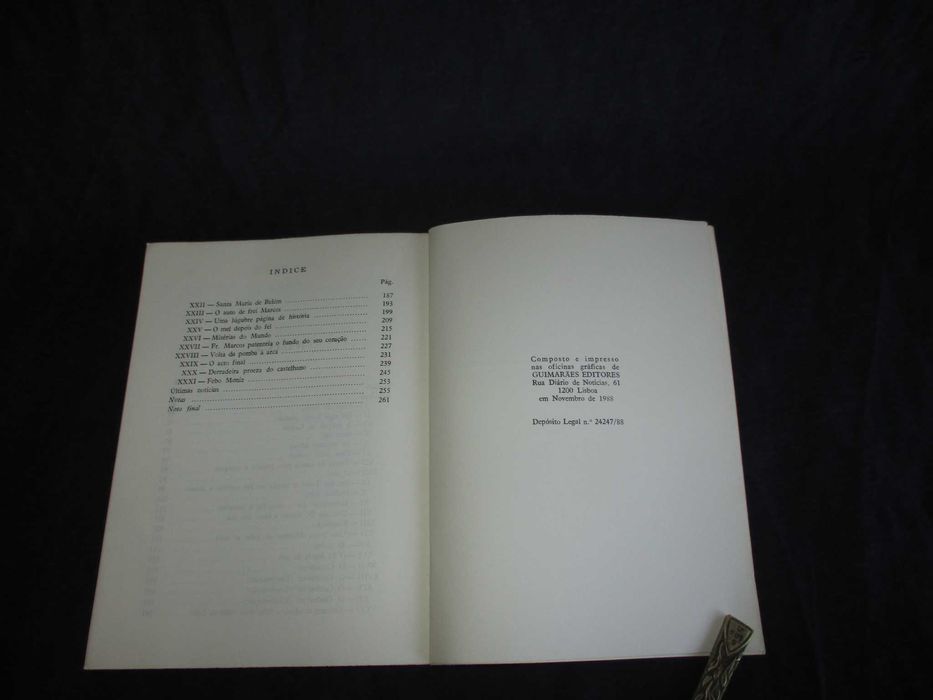 INDICE
Pág.
XXII — Santa Maria de Belém 187
XXIII — O auto de frei Marcos 193
XXIV — Uma lúgubre página de história 199
XXV — O mel depois do fel 209
XXVI — Misérias do Mundo 215
XXVII — Fr. Marcos patenteia o fundo do seu coração 221
XXVIII — Volta da pomba à arca 227
XXIX — O acto final 231
XXX — Derradeira proeza do castelhano 239
XXXI — Febo Moniz 245
Últimas notícias 253
Notas 255
Nota final 261
Composto e impresso
nas oficinas gráficas de
GUIMARÃES EDITORES
Rua Diário de Notícias, 61
1200 Lisboa
em Novembro de 1988
Depósito Legal n.º 24247/88